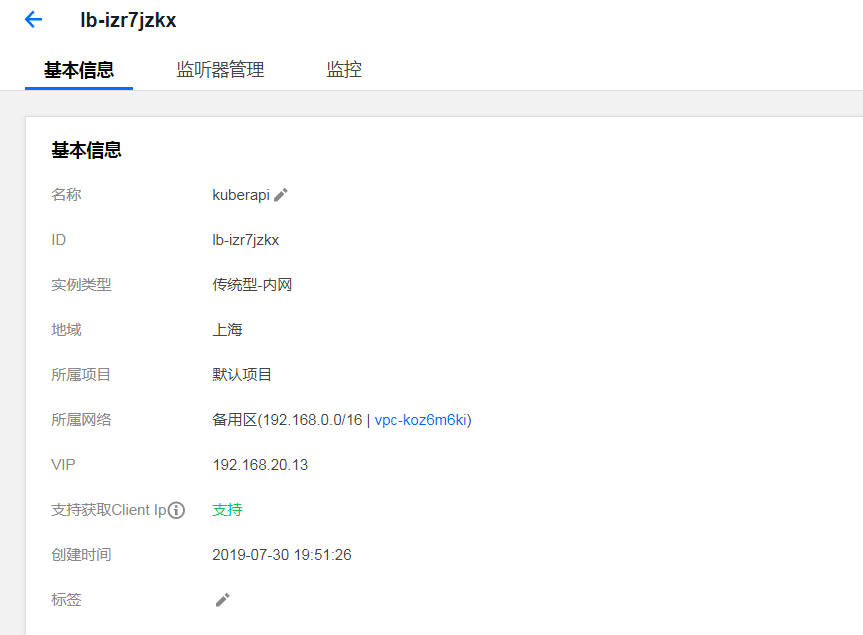 lb-izr7jzkx
基本信息 监听器管理 监控
基本信息
名称 kuberapi
ID lb-izr7jzkx
实例类型 传统型-内网
地域 上海
所属项目 默认项目
所属网络 备用区(192.168.0.0/16 | vpc-koz6m6ki)
VIP 192.168.20.13
支持获取Client Ip 支持
创建时间 2019-07-30 19:51:26
标签